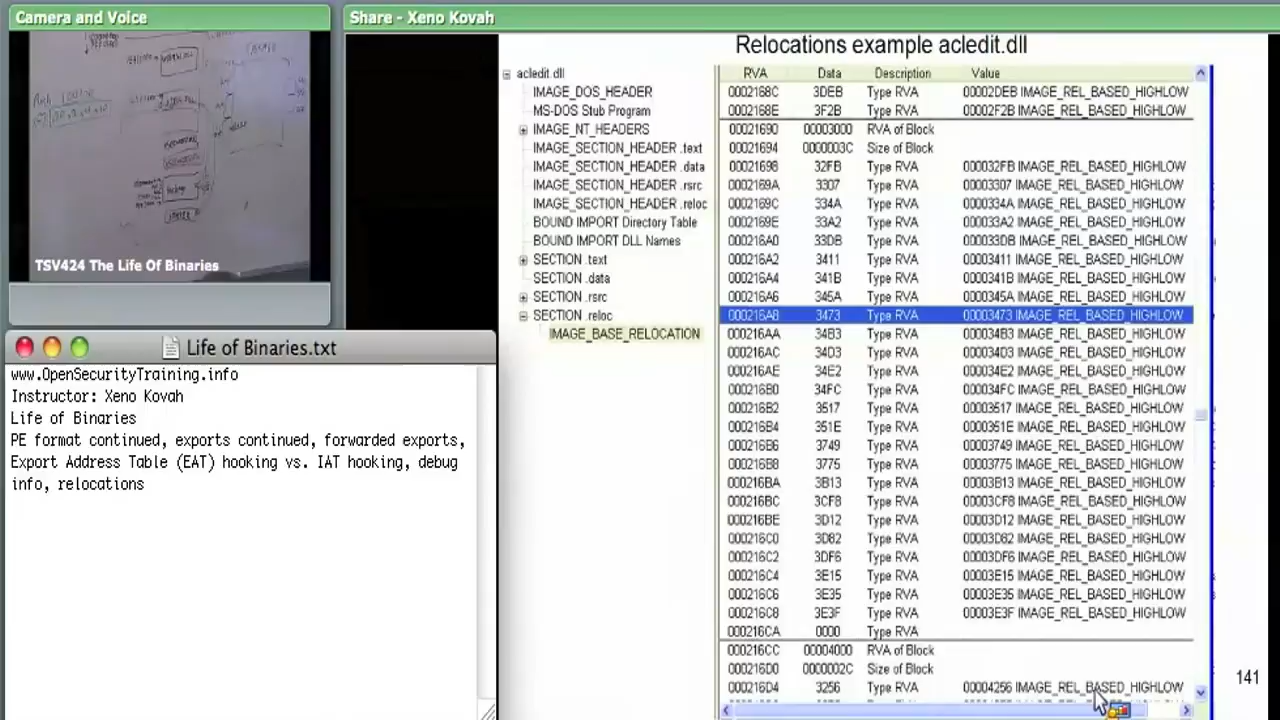 Camera and Voice
TSV424 The Life Of Binaries
Life of Binaries.txt
www.OpenSecurityTraining.info
Instructor: Xeno Kovah
Life of Binaries
PE format continued, exports continued, forwarded exports,
Export Address Table (EAT) hooking vs. IAT hooking, debug
info, relocations
Share - Xeno Kovah
Relocations example acledit.dll
acledit.dll
IMAGE_DOS_HEADER
MS-DOS Stub Program
IMAGE_NT_HEADERS
IMAGE_SECTION_HEADER .text
IMAGE_SECTION_HEADER .data
IMAGE_SECTION_HEADER .rsrc
IMAGE_SECTION_HEADER .reloc
BOUND IMPORT Directory Table
BOUND IMPORT DLL Names
SECTION .text
SECTION .data
SECTION .rsrc
SECTION .reloc
IMAGE_BASE_RELOCATION
RVA Data Description Value
0002168C 3DEB Type RVA 00002DEB IMAGE_REL_BASED_HIGHLOW
0002168E 3F2B Type RVA 00002F2B IMAGE_REL_BASED_HIGHLOW
00021690 00003000 RVA of Block
00021694 0000003C Size of Block
00021698 32FB Type RVA 000032FB IMAGE_REL_BASED_HIGHLOW
0002169A 3307 Type RVA 00003307 IMAGE_REL_BASED_HIGHLOW
0002169C 334A Type RVA 0000334A IMAGE_REL_BASED_HIGHLOW
0002169E 33A2 Type RVA 000033A2 IMAGE_REL_BASED_HIGHLOW
000216A0 33DB Type RVA 000033DB IMAGE_REL_BASED_HIGHLOW
000216A2 3411 Type RVA 00003411 IMAGE_REL_BASED_HIGHLOW
000216A4 341B Type RVA 0000341B IMAGE_REL_BASED_HIGHLOW
000216A6 345A Type RVA 0000345A IMAGE_REL_BASED_HIGHLOW
000216A8 3473 Type RVA 00003473 IMAGE_REL_BASED_HIGHLOW
000216AA 34B3 Type RVA 000034B3 IMAGE_REL_BASED_HIGHLOW
000216AC 34D3 Type RVA 000034D3 IMAGE_REL_BASED_HIGHLOW
000216AE 34E2 Type RVA 000034E2 IMAGE_REL_BASED_HIGHLOW
000216B0 34FC Type RVA 000034FC IMAGE_REL_BASED_HIGHLOW
000216B2 3517 Type RVA 00003517 IMAGE_REL_BASED_HIGHLOW
000216B4 351E Type RVA 0000351E IMAGE_REL_BASED_HIGHLOW
000216B6 3749 Type RVA 00003749 IMAGE_REL_BASED_HIGHLOW
000216B8 3775 Type RVA 00003775 IMAGE_REL_BASED_HIGHLOW
000216BA 3B13 Type RVA 00003B13 IMAGE_REL_BASED_HIGHLOW
000216BC 3CF8 Type RVA 00003CF8 IMAGE_REL_BASED_HIGHLOW
000216BE 3D12 Type RVA 00003D12 IMAGE_REL_BASED_HIGHLOW
000216C0 3D82 Type RVA 00003D82 IMAGE_REL_BASED_HIGHLOW
000216C2 3DF6 Type RVA 00003DF6 IMAGE_REL_BASED_HIGHLOW
000216C4 3E15 Type RVA 00003E15 IMAGE_REL_BASED_HIGHLOW
000216C6 3E35 Type RVA 00003E35 IMAGE_REL_BASED_HIGHLOW
000216C8 3E3F Type RVA 00003E3F IMAGE_REL_BASED_HIGHLOW
000216CA 0000 Type RVA
000216CC 00004000 RVA of Block
000216D0 0000002C Size of Block
000216D4 3256 Type RVA 00004256 IMAGE_REL_BASED_HIGHLOW
141